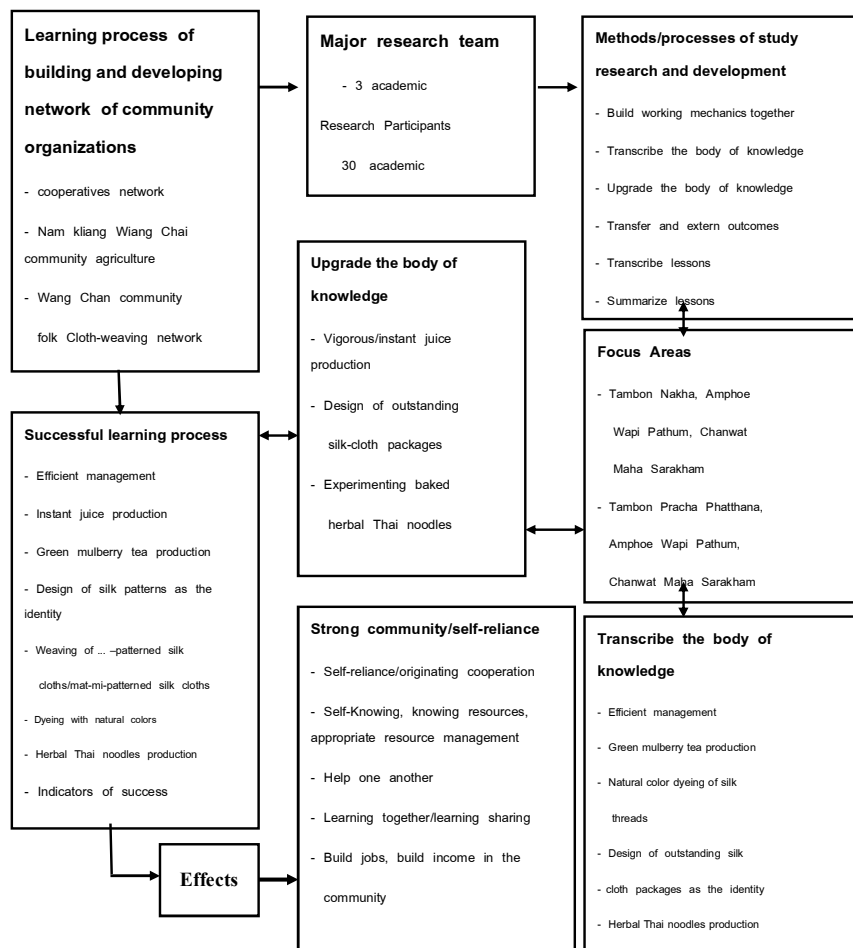 Learning process of
building and developing
network of community
organizations
- cooperatives network
- Nam kliang Wiang Chai
community agriculture
- Wang Chan community
folk Cloth-weaving network
Major research team
- 3 academic
Research Participants
30 academic
Methods/processes of study
research and development
- Build working mechanics together
- Transcribe the body of knowledge
- Upgrade the body of knowledge
- Transfer and extern outcomes
- Transcribe lessons
- Summarize lessons
Upgrade the body of
knowledge
- Vigorous/instant juice
production
- Design of outstanding
silk-cloth packages
- Experimenting baked
herbal Thai noodles
Focus Areas
- Tambon Nakha, Amphoe
Wapi Pathum, Chanwat
Maha Sarakham
- Tambon Pracha Phatthana,
Amphoe Wapi Pathum,
Chanwat Maha Sarakham
Successful learning process
- Efficient management
- Instant juice production
- Green mulberry tea production
- Design of silk patterns as the
identity
- Weaving of ... –patterned silk
cloths/mat-mi-patterned silk cloths
- Dyeing with natural colors
- Herbal Thai noodles production
- Indicators of success
Strong community/self-reliance
- Self-reliance/originating cooperation
- Self-Knowing, knowing resources,
appropriate resource management
- Help one another
- Learning together/learning sharing
- Build jobs, build income in the
community
Transcribe the body of
knowledge
- Efficient management
- Green mulberry tea production
- Natural color dyeing of silk
threads
- Design of outstanding silk
- cloth packages as the identity
- Herbal Thai noodles production
Effects